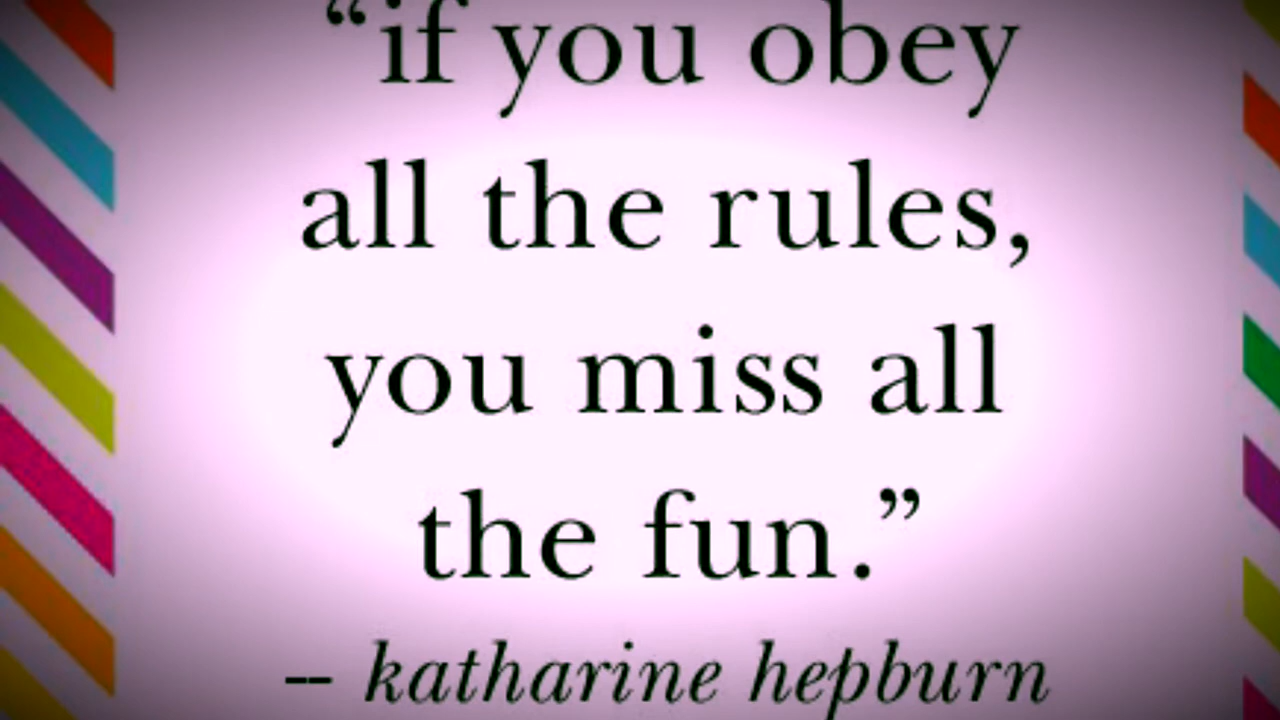 “if you obey
all the rules,
you miss all
the fun.”
-- katharine hepburn